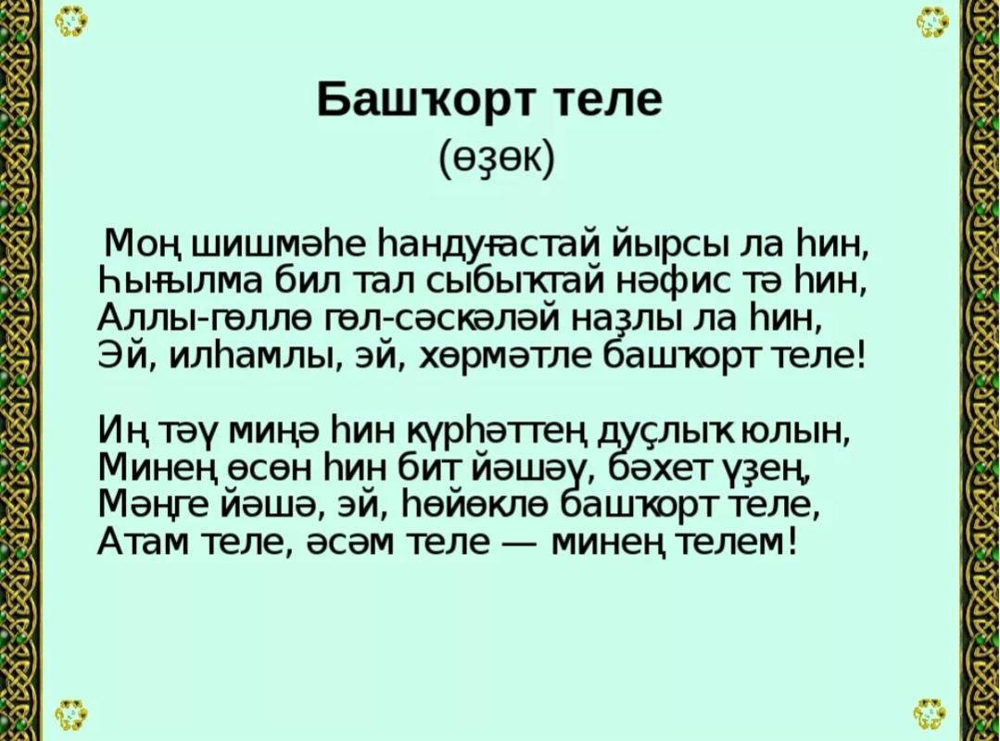 Башҡорт теле
(өҙөк)
Моң шишмәһе һандуғастай йырсы ла һин,
Һығылма бил тал сыбыҡтай нәфис тә һин,
Аллы-гөллө гөл-сәскәләй наҙлы ла һин,
Эй, илһамлы, эй, хөрмәтле башҡорт теле!
Иң тәү миңә һин күрһәттең дуҫлыҡ юлын,
Минең өсөн һин бит йәшәү, бәхет үҙең,
Мәңге йәшә, эй, һөйөклө башҡорт теле,
Атам теле, әсәм теле — минең телем!